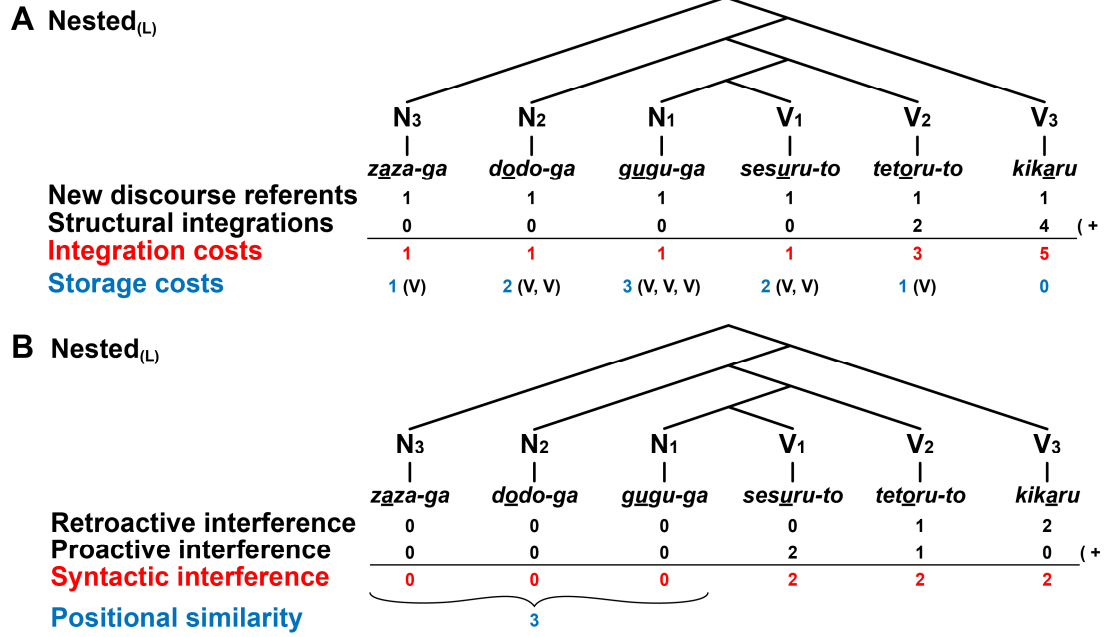 A Nested(L)
N3 N2 N1 V1 V2 V3
zaza-ga dodo-ga gugu-ga sesuru-to tetoru-to kikaru
New discourse referents 1 1 1 1 1 1
Structural integrations 0 0 0 0 2 4 ( +
Integration costs 1 1 1 1 3 5
Storage costs 1 (V) 2 (V, V) 3 (V, V, V) 2 (V, V) 1 (V) 0
B Nested(L)
N3 N2 N1 V1 V2 V3
zaza-ga dodo-ga gugu-ga sesuru-to tetoru-to kikaru
Retroactive interference 0 0 0 0 1 2
Proactive interference 0 0 0 2 1 0 ( +
Syntactic interference 0 0 0 2 2 2
Positional similarity 3